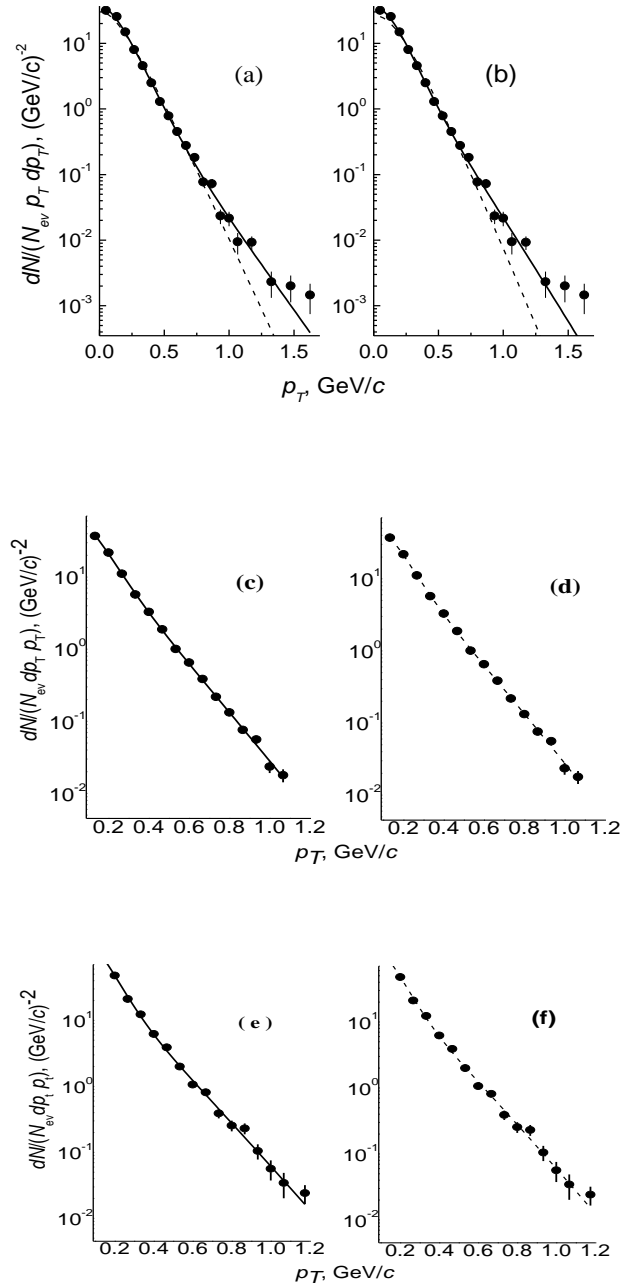 dN/(N_ev p_T dp_T), (GeV/c)^-2
10^1
10^0
10^-1
10^-2
10^-3
(a)
(b)
0.0 0.5 1.0 1.5
0.0 0.5 1.0 1.5
p_T, GeV/c
dN/(N_ev dp_T p_T), (GeV/c)^-2
10^1
10^0
10^-1
10^-2
(c)
(d)
0.2 0.4 0.6 0.8 1.0 1.2
0.2 0.4 0.6 0.8 1.0 1.2
p_T, GeV/c
dN/(N_ev dp_t p_t), (GeV/c)^-2
10^1
10^0
10^-1
10^-2
(e)
(f)
0.2 0.4 0.6 0.8 1.0 1.2
0.2 0.4 0.6 0.8 1.0 1.2
p_T, GeV/c